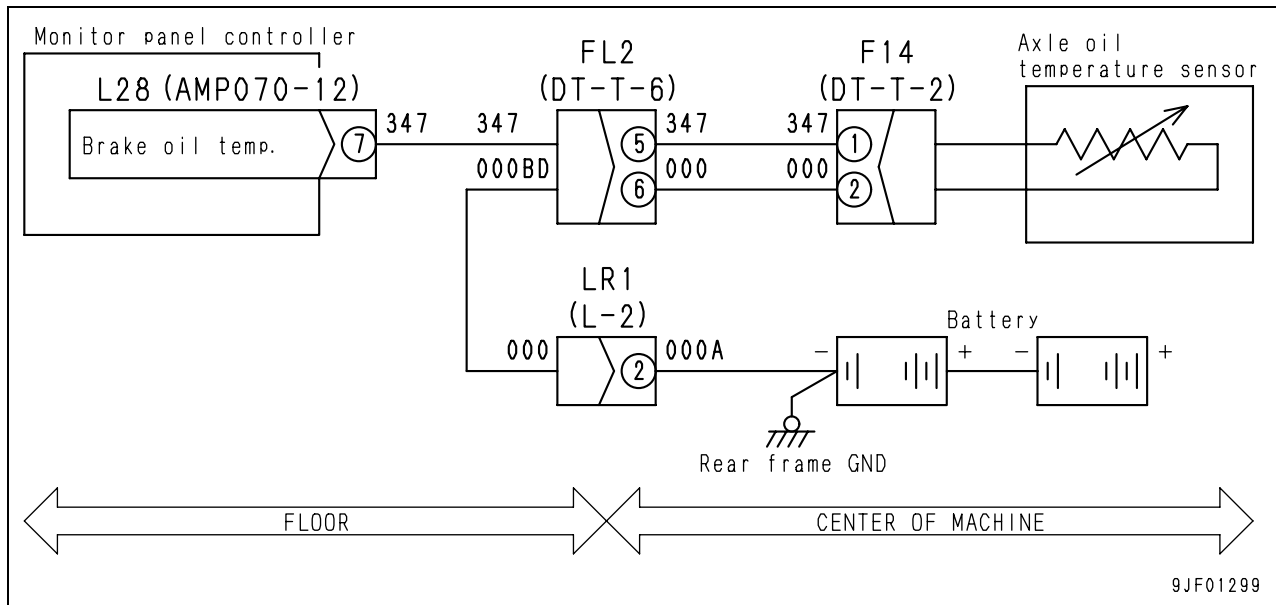 Monitor panel controller
L28 (AMP070-12)
Brake oil temp.
7
347
347
000BD
FL2
(DT-T-6)
5
6
347
000
347
000
F14
(DT-T-2)
1
2
Axle oil
temperature sensor
LR1
(L-2)
000
2
000A
Battery
-
+
-
+
Rear frame GND
FLOOR
CENTER OF MACHINE
9JF01299